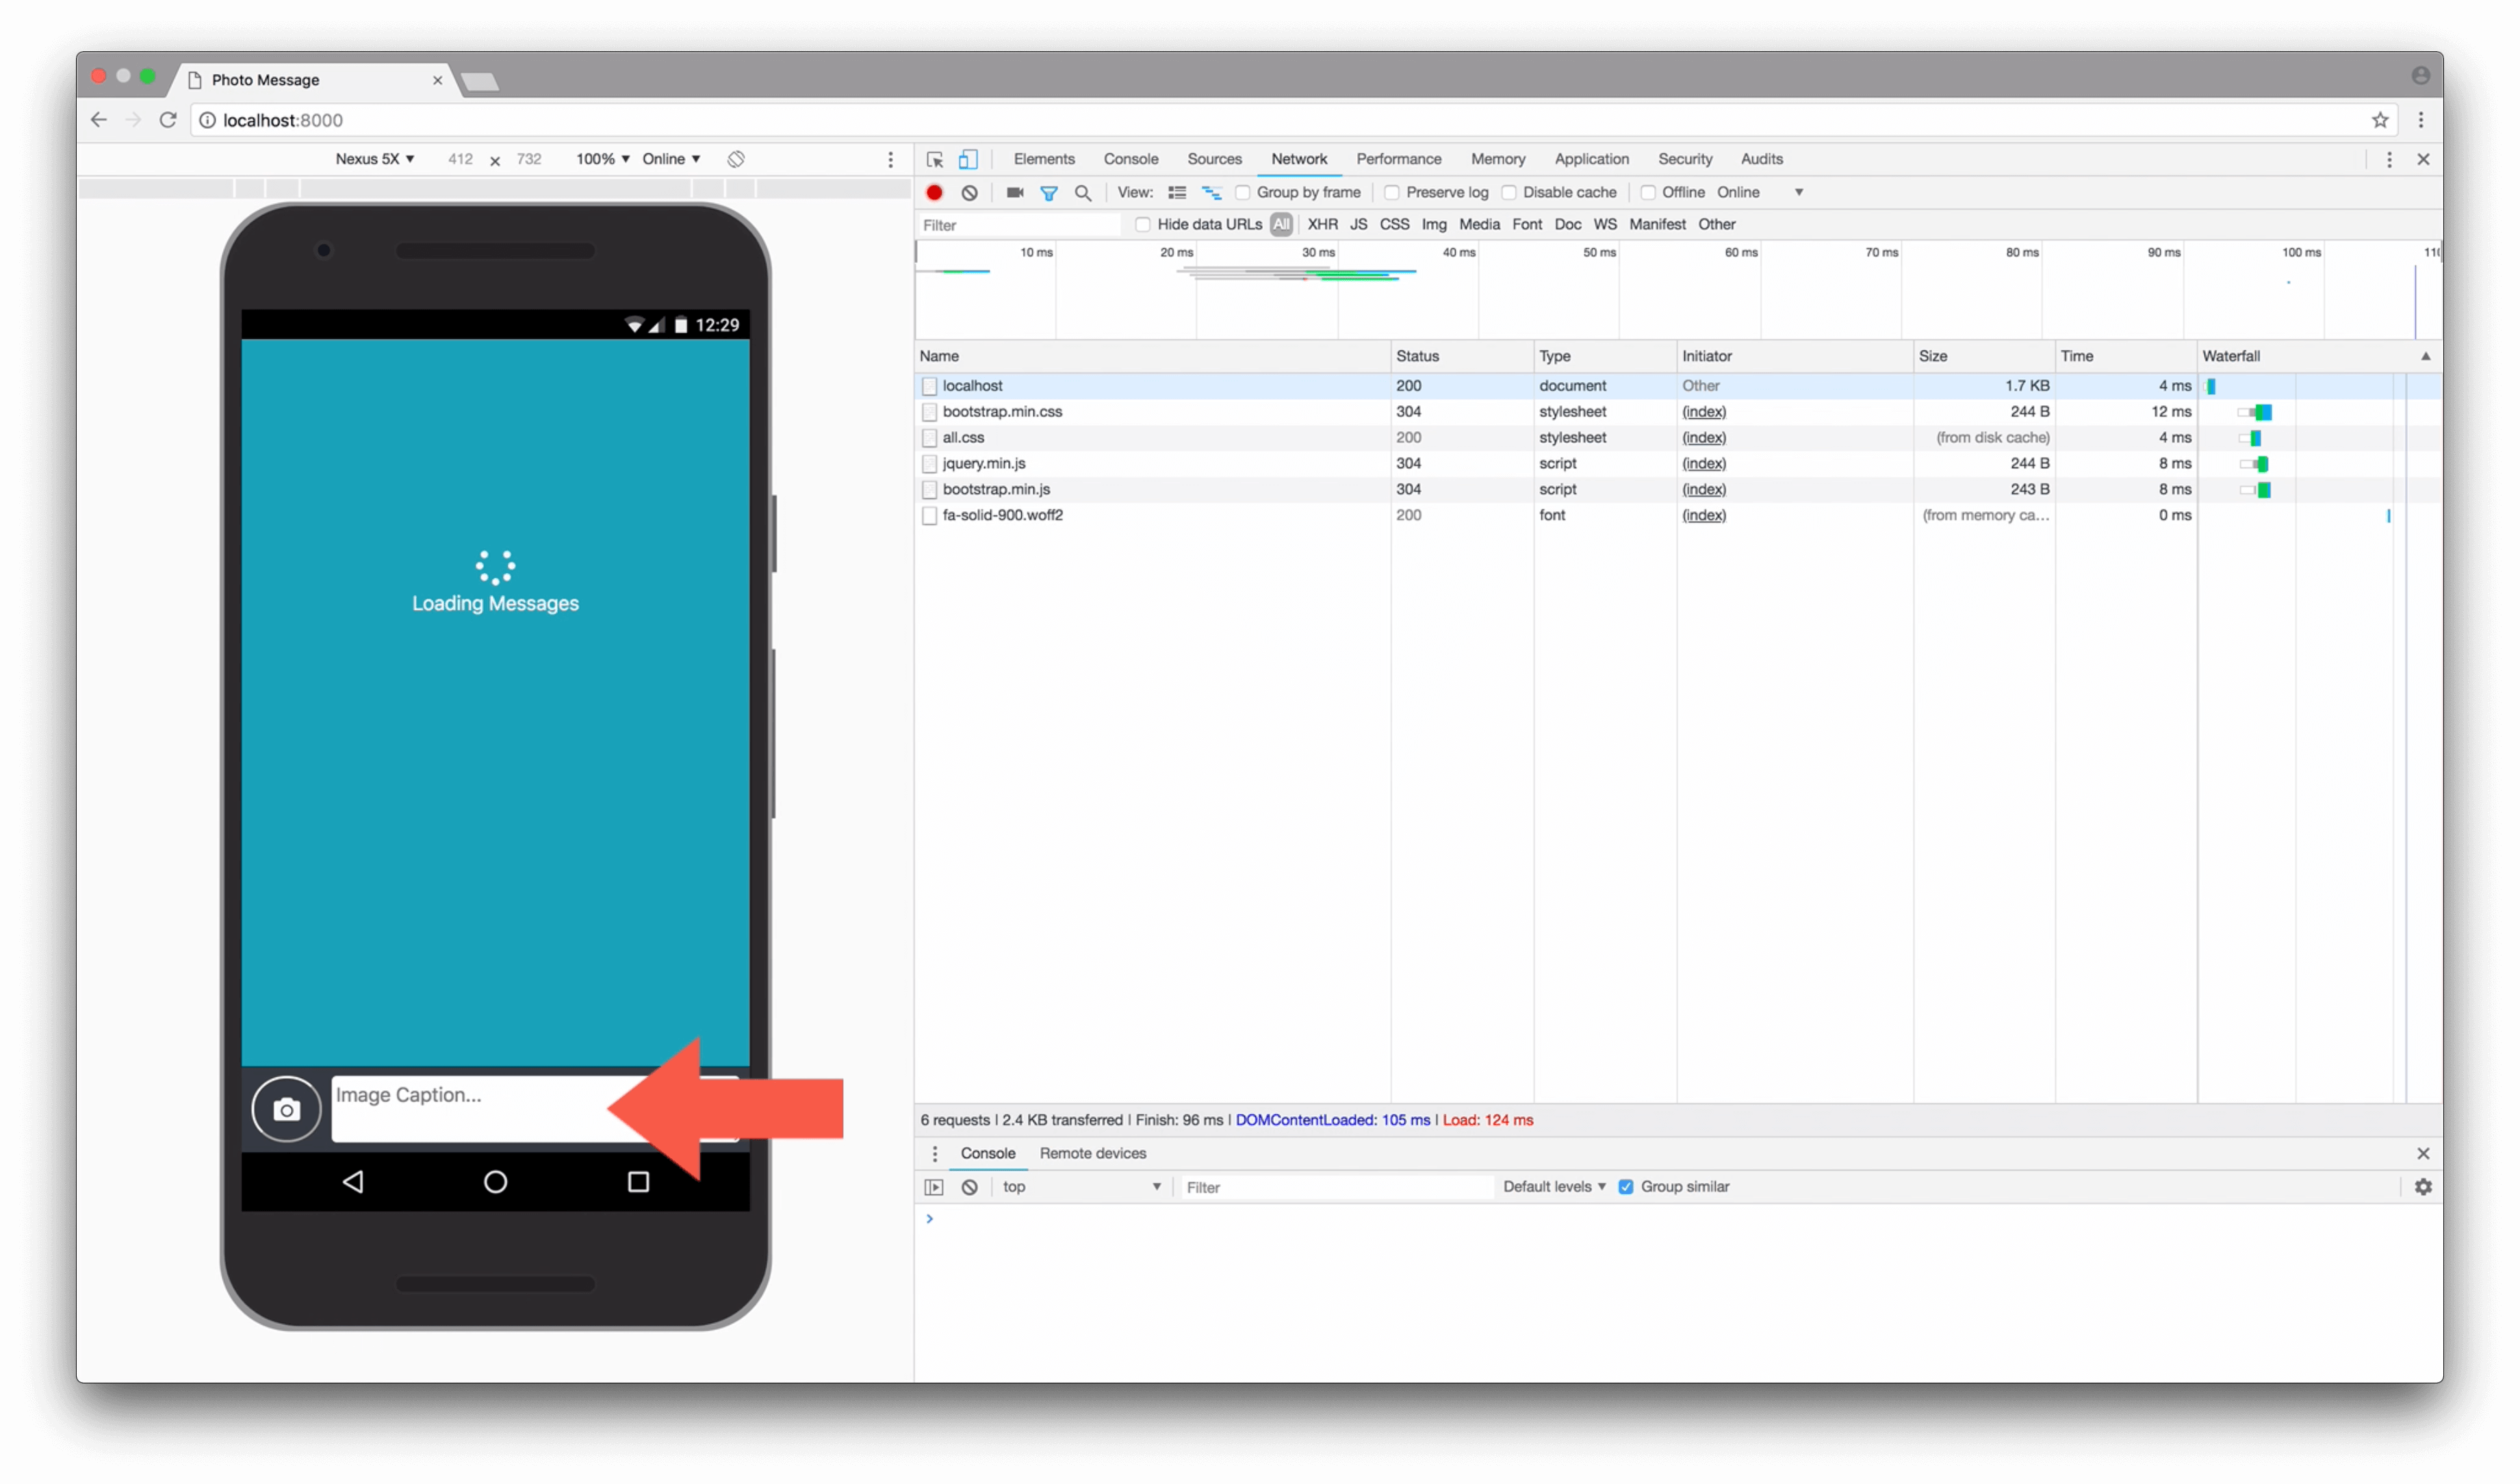 Photo Message
localhost:8000
Nexus 5X 412 × 732 100% Online
Elements Console Sources Network Performance Memory Application Security Audits
View: Group by frame Preserve log Disable cache Offline Online
Filter Hide data URLs All XHR JS CSS Img Media Font Doc WS Manifest Other
10 ms 20 ms 30 ms 40 ms 50 ms 60 ms 70 ms 80 ms 90 ms 100 ms
Name Status Type Initiator Size Time Waterfall
localhost 200 document Other 1.7 KB 4 ms
bootstrap.min.css 304 stylesheet (index) 244 B 12 ms
all.css 200 stylesheet (index) (from disk cache) 4 ms
jquery.min.js 304 script (index) 244 B 8 ms
bootstrap.min.js 304 script (index) 243 B 8 ms
fa-solid-900.woff2 200 font (index) (from memory ca... 0 ms
12:29
Loading Messages
Image Caption...
6 requests | 2.4 KB transferred | Finish: 96 ms | DOMContentLoaded: 105 ms | Load: 124 ms
Console Remote devices
top Filter Default levels Group similar